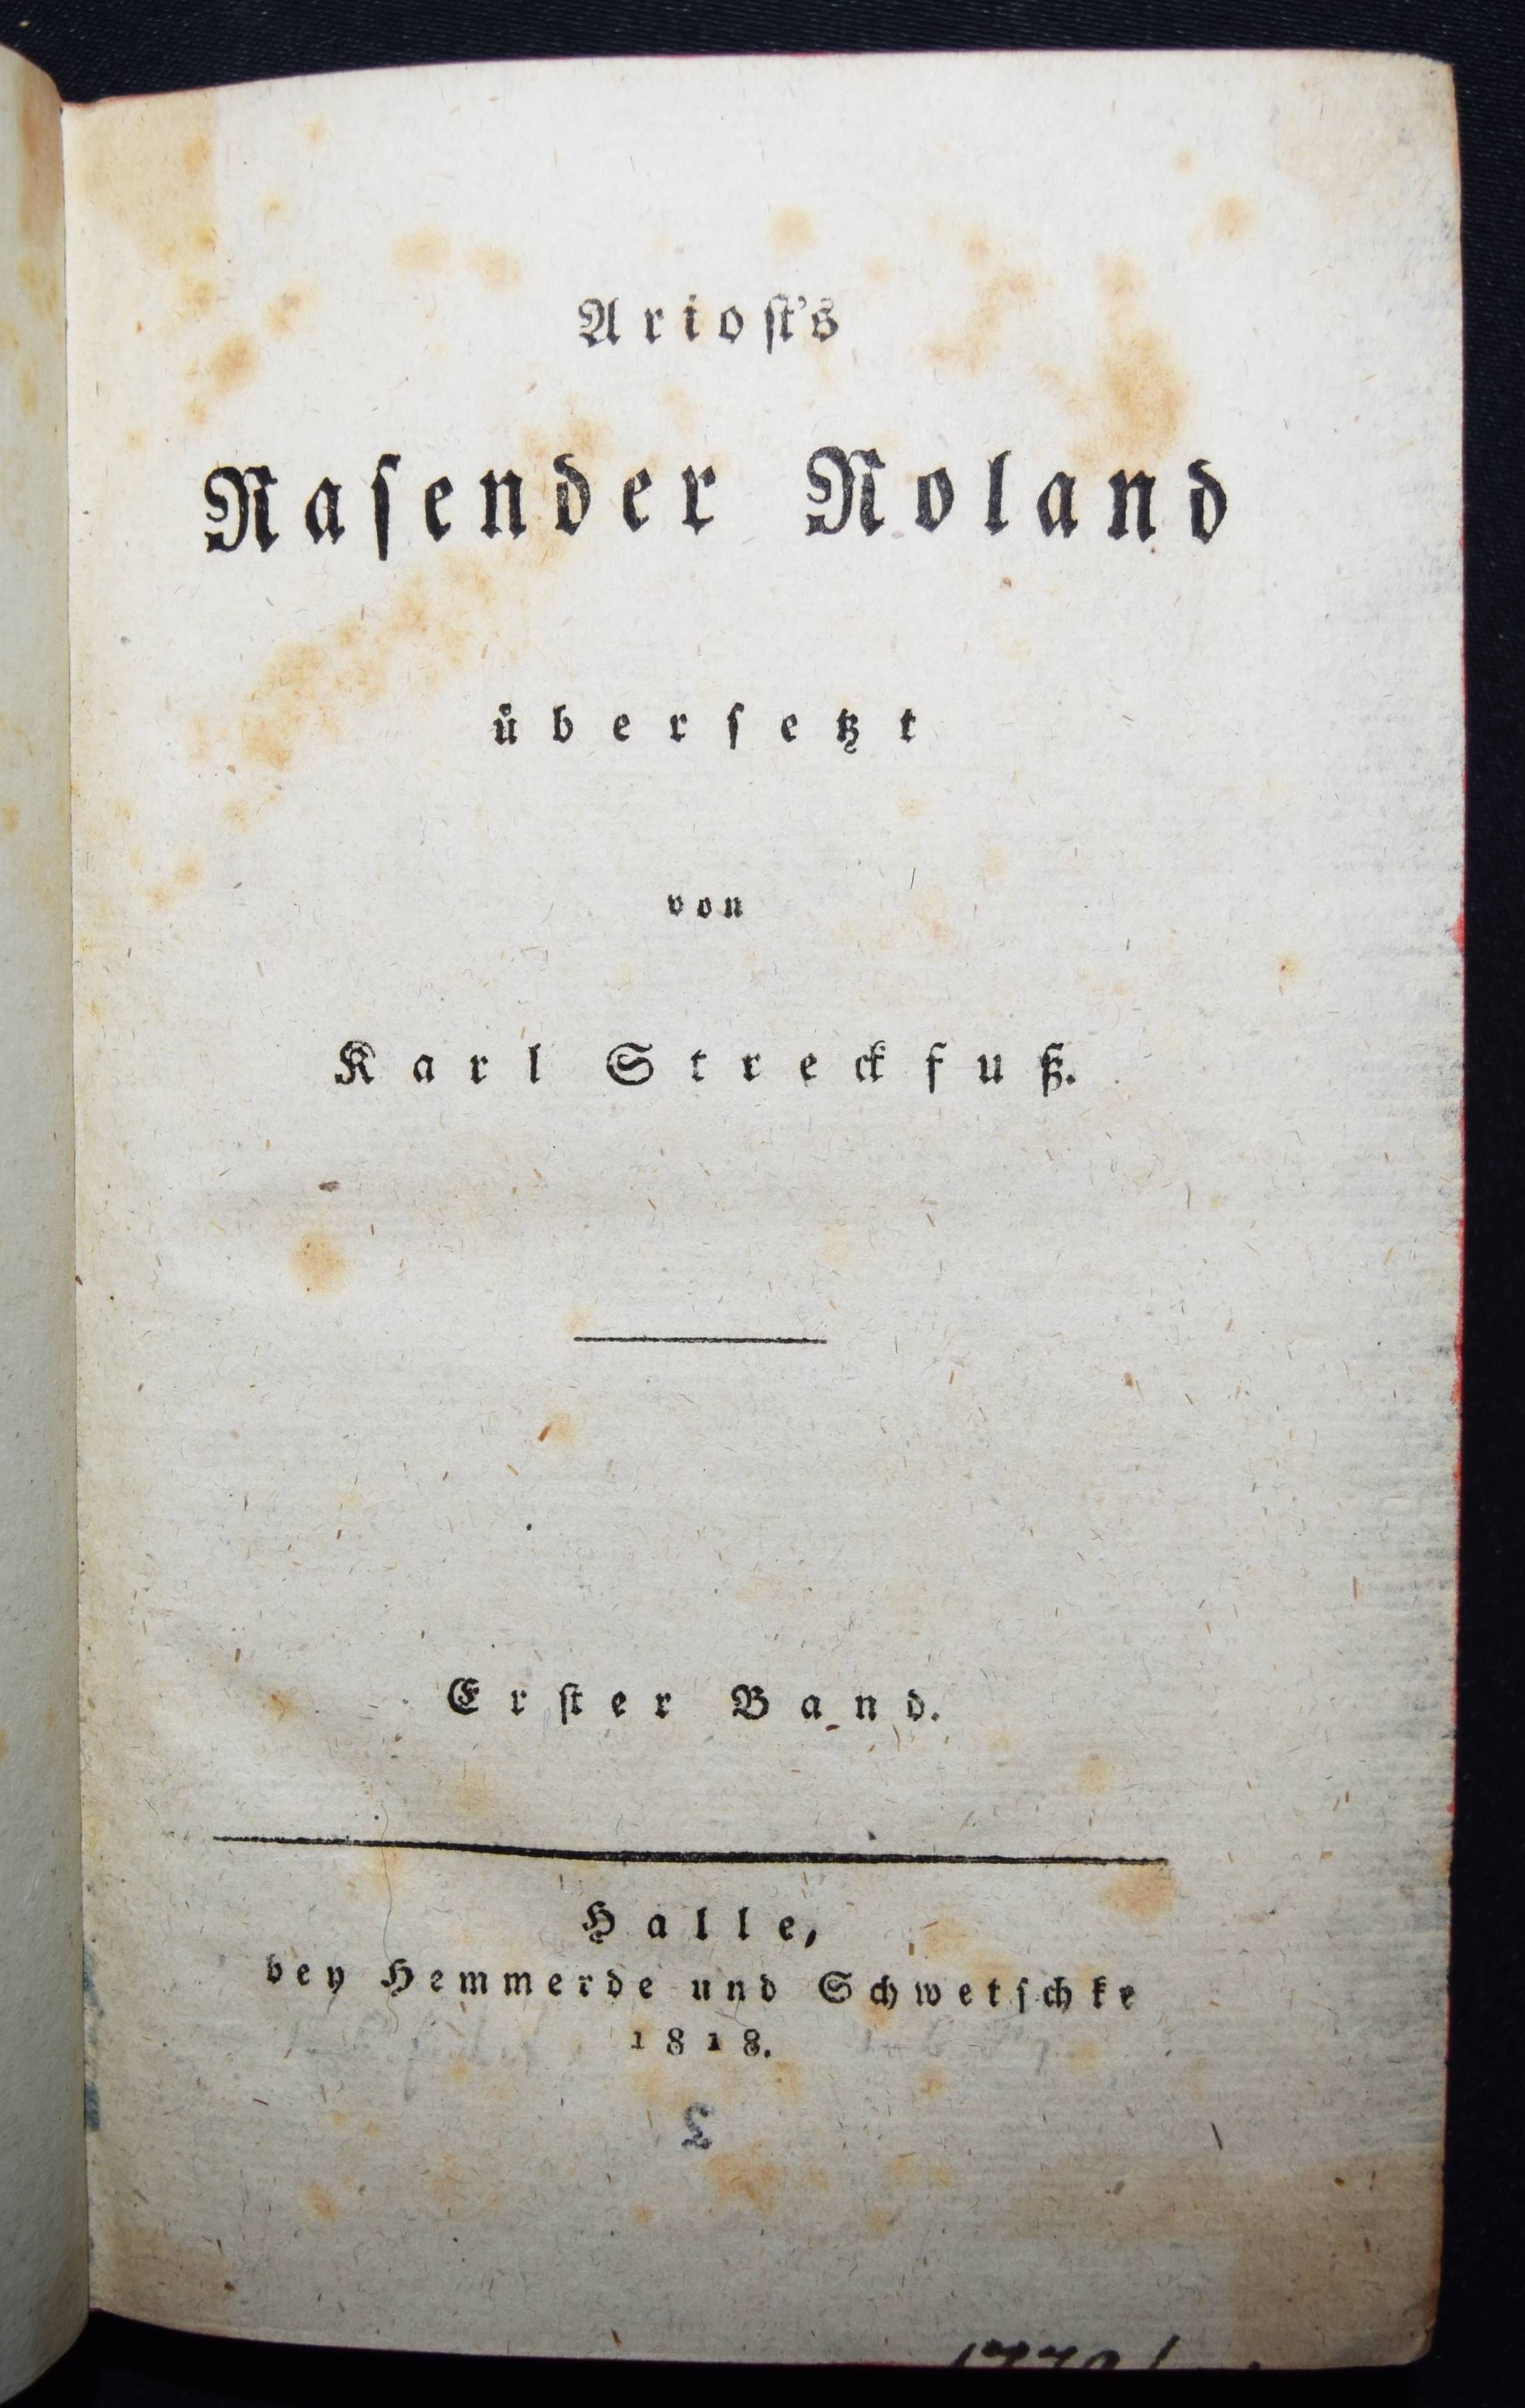 Arioſt's
Raſender Roland
überſetzt
von
Karl Streckfuß.
Erſter Band.
Halle,
bey Hemmerde und Schwetſchke
1818.
L